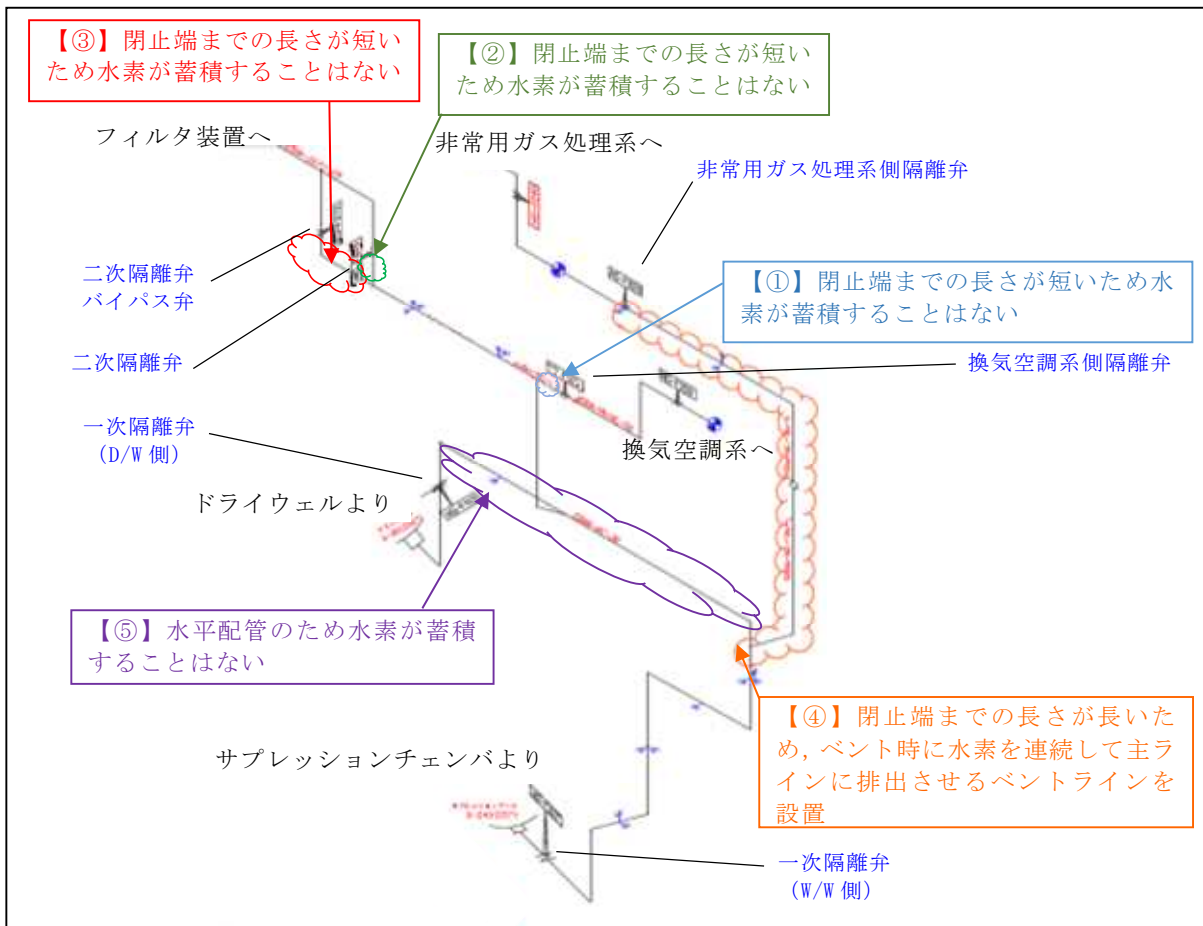 【③】閉止端までの長さが短い
ため水素が蓄積することはない
【②】閉止端までの長さが短い
ため水素が蓄積することはない
フィルタ装置へ
非常用ガス処理系へ
非常用ガス処理系側隔離弁
二次隔離弁
バイパス弁
【①】閉止端までの長さが短いため水
素が蓄積することはない
二次隔離弁
換気空調系側隔離弁
一次隔離弁
(D/W 側)
換気空調系へ
ドライウェルより
【⑤】水平配管のため水素が蓄積
することはない
【④】閉止端までの長さが長いた
め，ベント時に水素を連続して主ラ
インに排出させるベントラインを
設置
サプレッションチェンバより
一次隔離弁
(W/W 側)